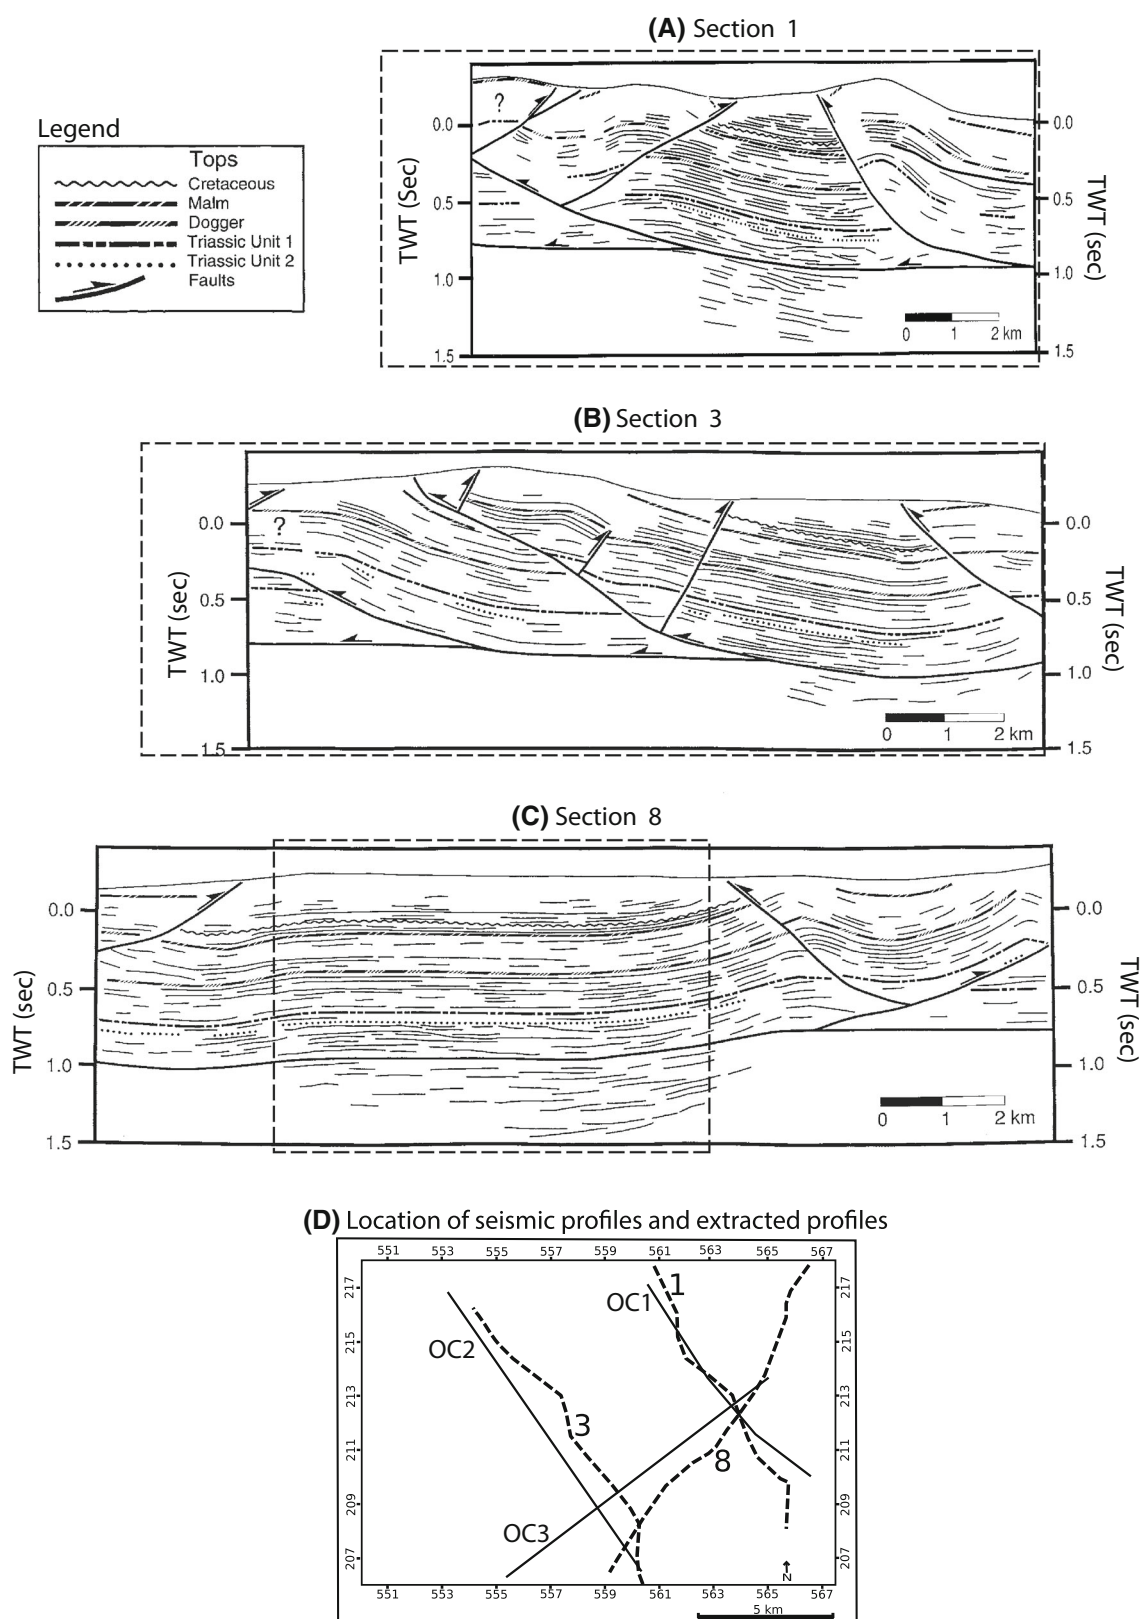 (A) Section 1
Legend
Tops
Cretaceous
Malm
Dogger
Triassic Unit 1
Triassic Unit 2
Faults
?
TWT (Sec)
0.0
0.5
1.0
1.5
0.0
0.5
1.0
1.5
TWT (sec)
0 1 2 km
(B) Section 3
?
TWT (sec)
0.0
0.5
1.0
1.5
0.0
0.5
1.0
1.5
TWT (sec)
0 1 2 km
(C) Section 8
TWT (sec)
0.0
0.5
1.0
1.5
0.0
0.5
1.0
1.5
TWT (sec)
0 1 2 km
(D) Location of seismic profiles and extracted profiles
551 553 555 557 559 561 563 565 567
217
215
213
211
209
207
217
215
213
211
209
207
1
OC1
OC2
3
8
OC3
N
551 553 555 557 559 561 563 565 567
5 km